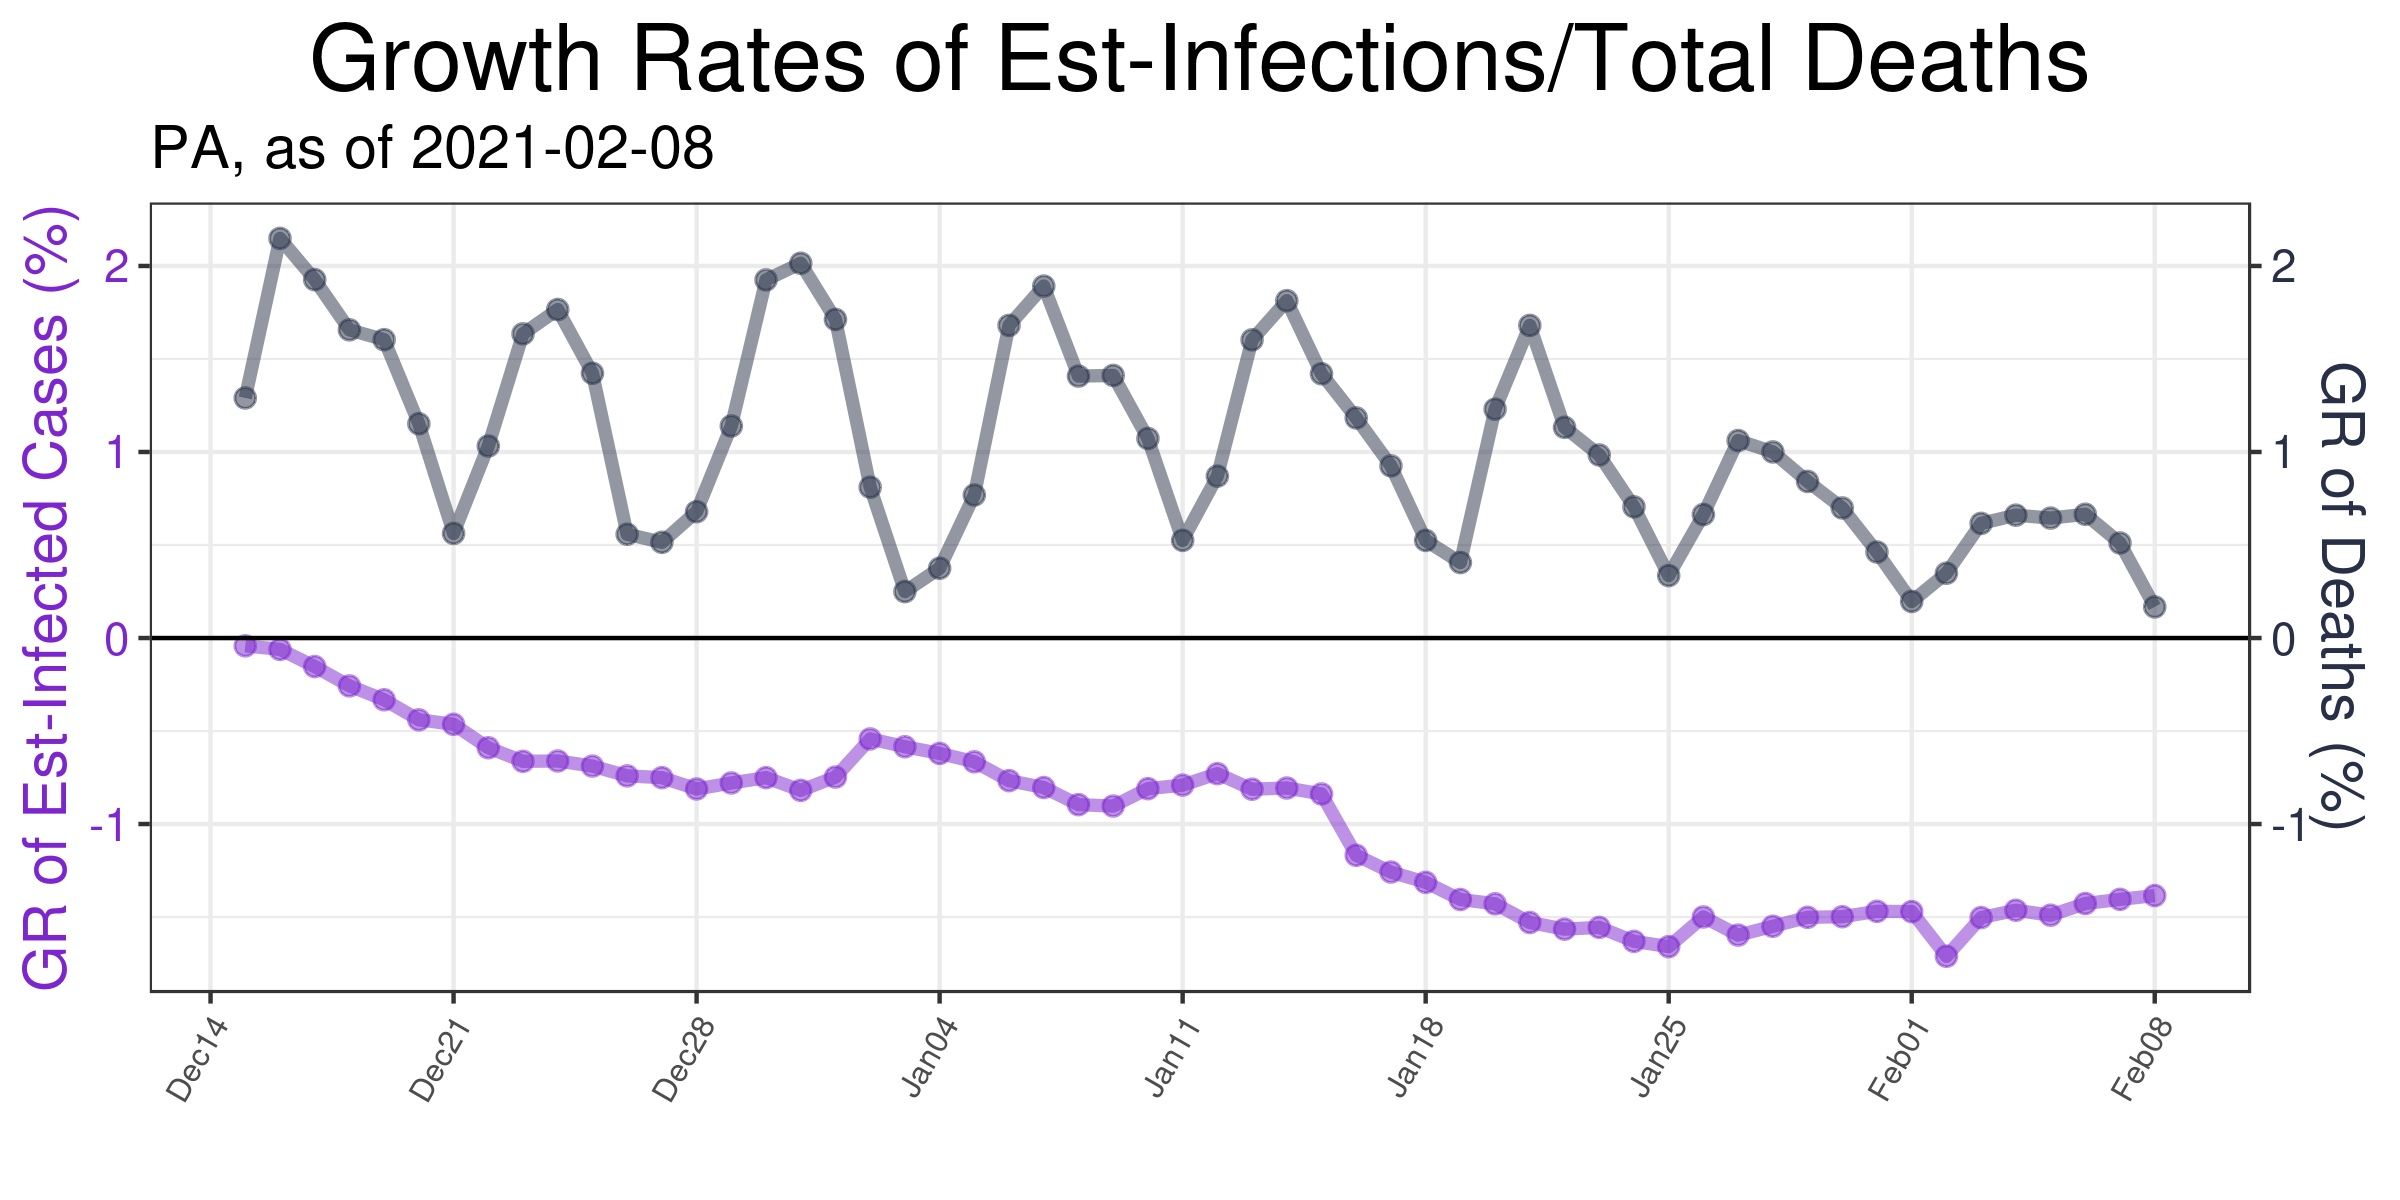 Growth Rates of Est-Infections/Total Deaths
PA, as of 2021-02-08
GR of Est-Infected Cases (%)
2
1
0
-1
2
1
0
-1
GR of Deaths (%)
Dec14
Dec21
Dec28
Jan04
Jan11
Jan18
Jan25
Feb01
Feb08